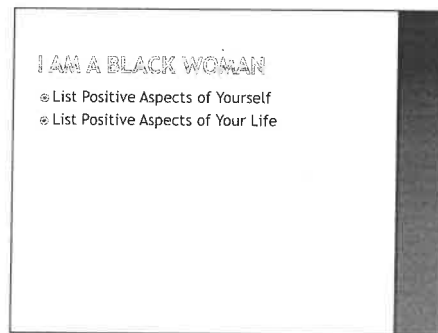 I AM A BLACK WOMAN
List Positive Aspects of Yourself
List Positive Aspects of Your Life